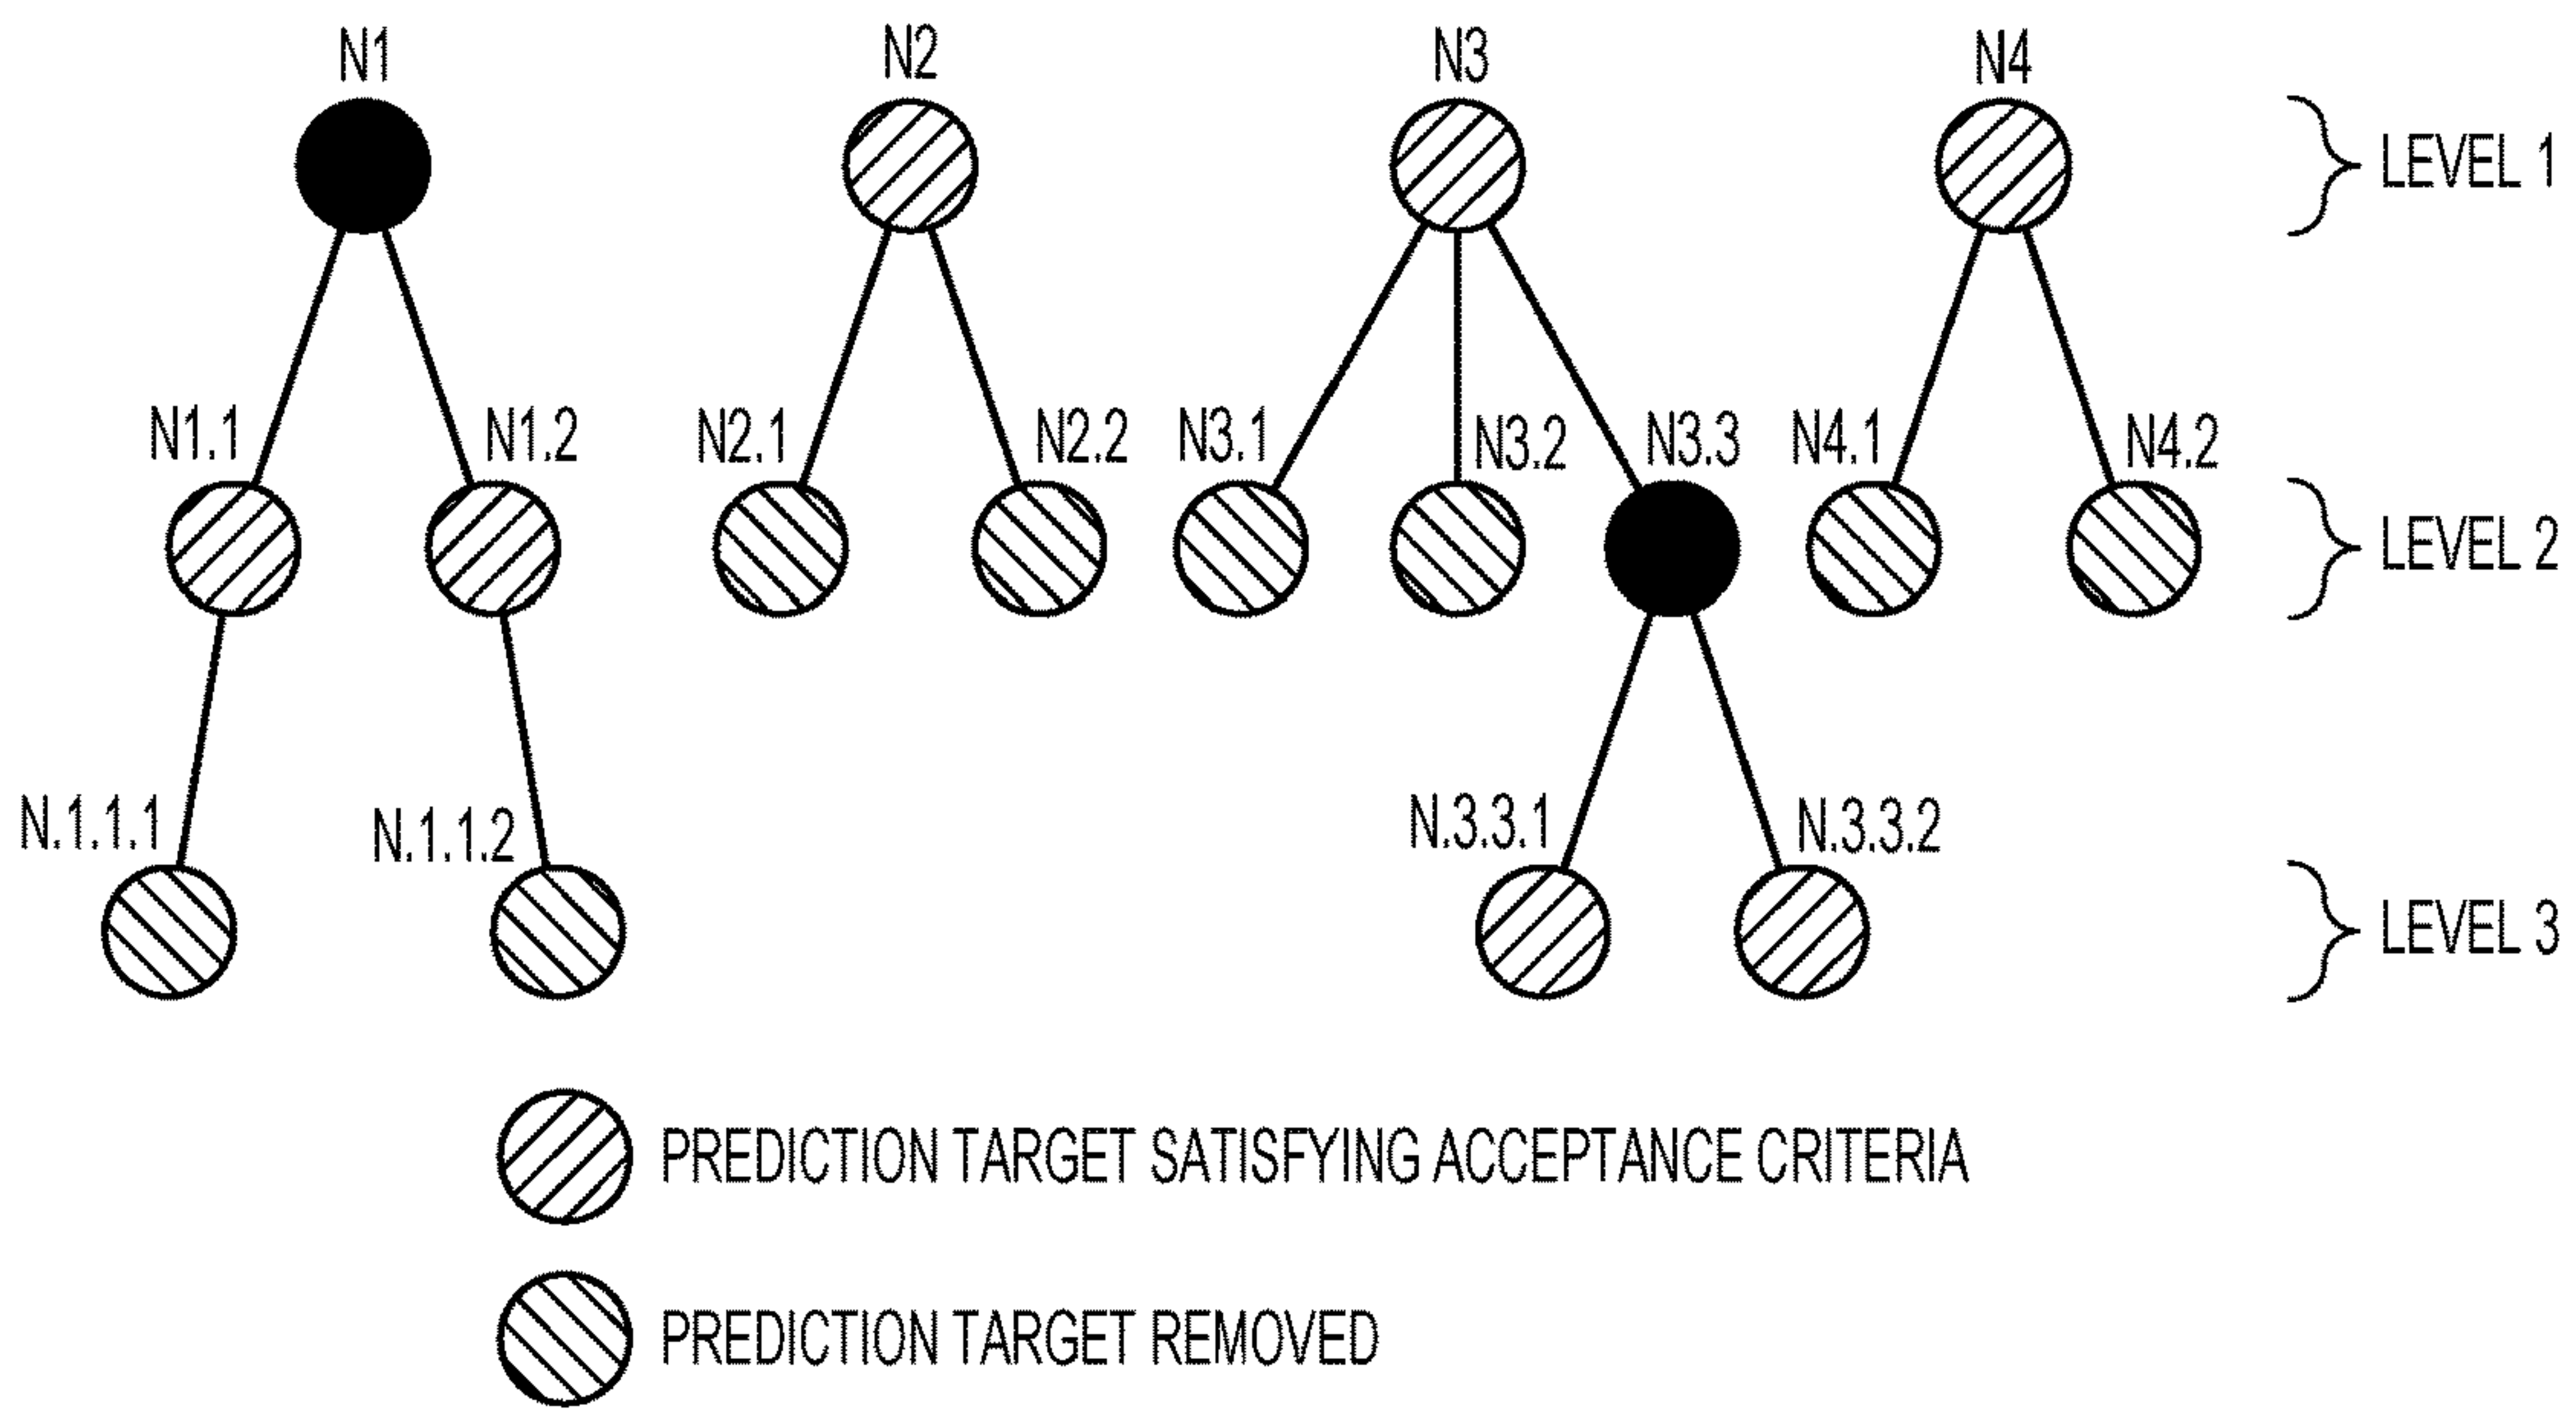 N1 N2 N3 N4
LEVEL 1
N1.1 N1.2 N2.1 N2.2 N3.1 N3.2 N3.3 N4.1 N4.2
LEVEL 2
N.1.1.1 N.1.1.2 N.3.3.1 N.3.3.2
LEVEL 3
PREDICTION TARGET SATISFYING ACCEPTANCE CRITERIA
PREDICTION TARGET REMOVED